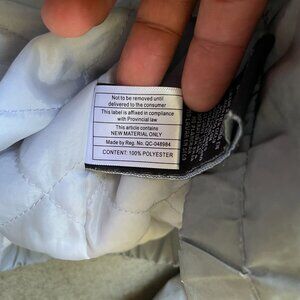 Not to be removed until
delivered to the consumer
This label is affixed in compliance
with Provincial law
This article contains
NEW MATERIAL ONLY
Made by Reg. No. QC-048984
CONTENT: 100% POLYESTER